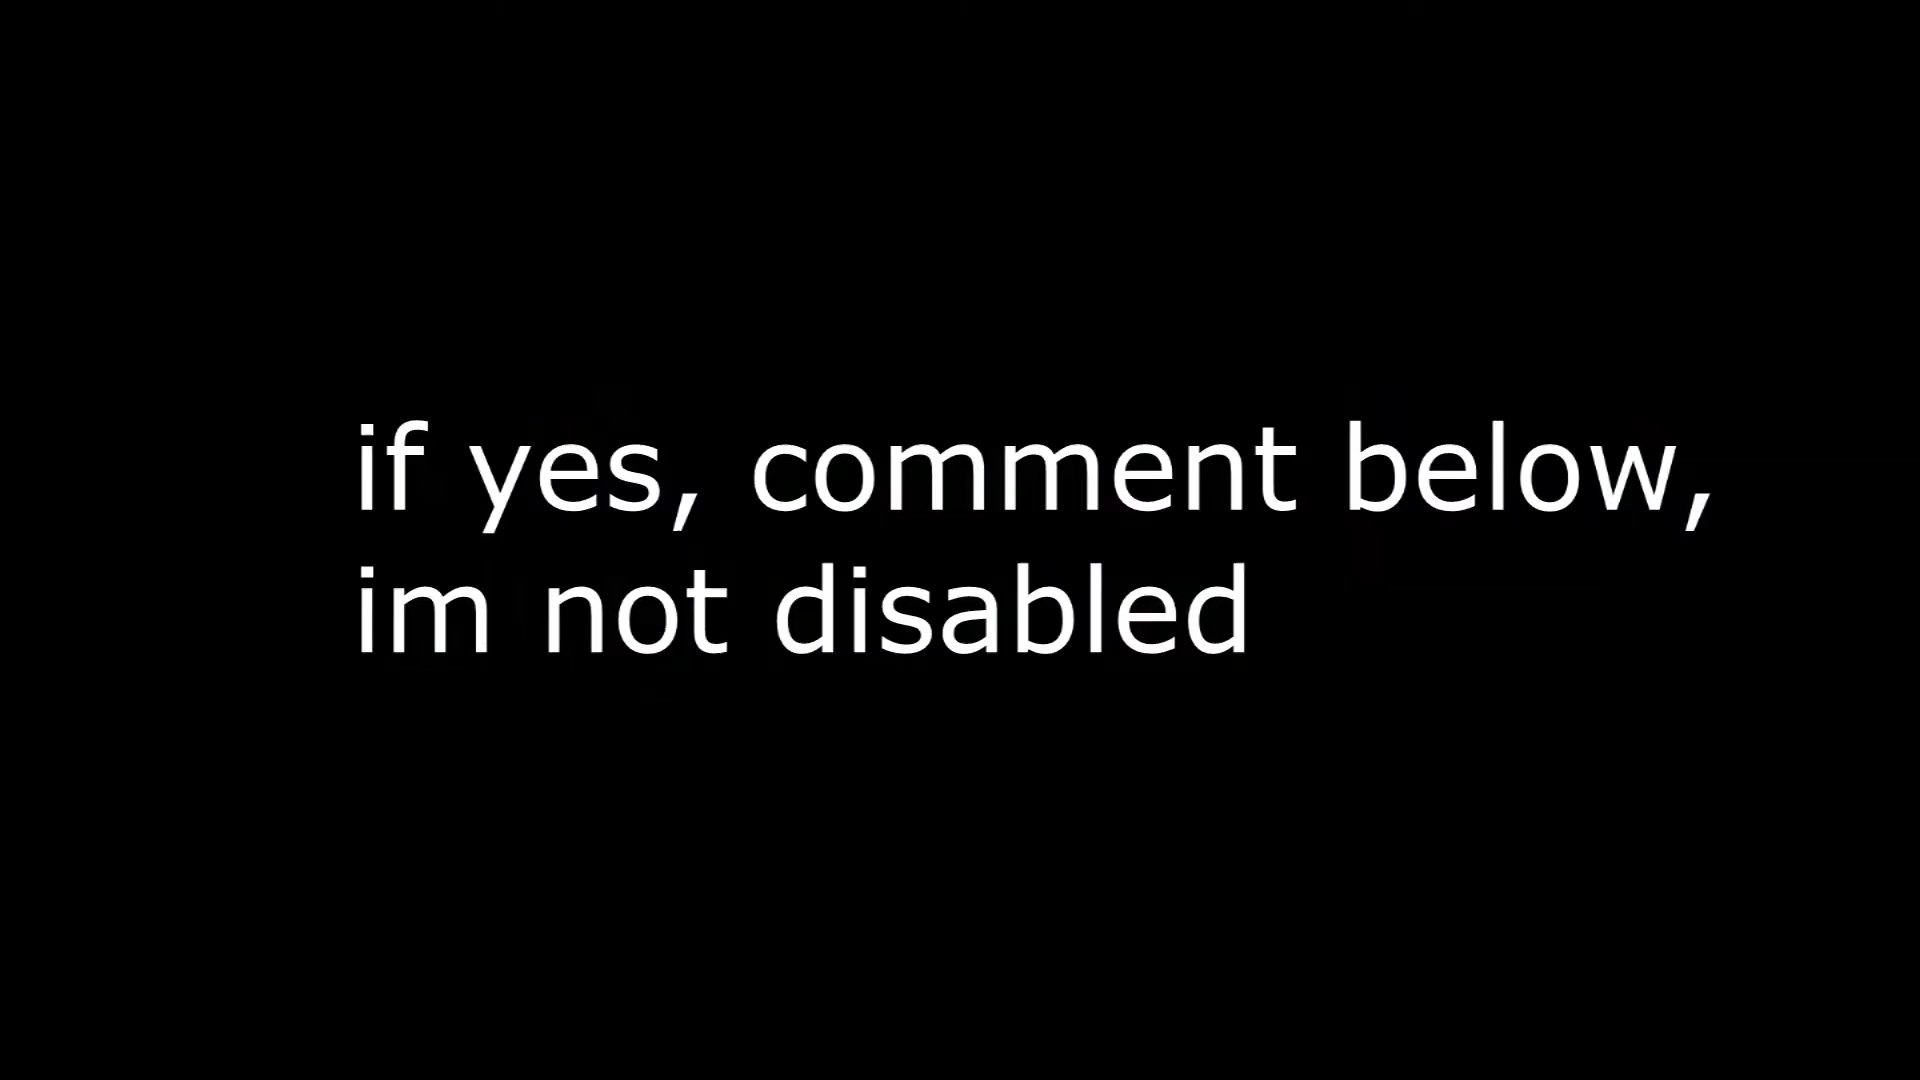 if yes, comment below,
im not disabled